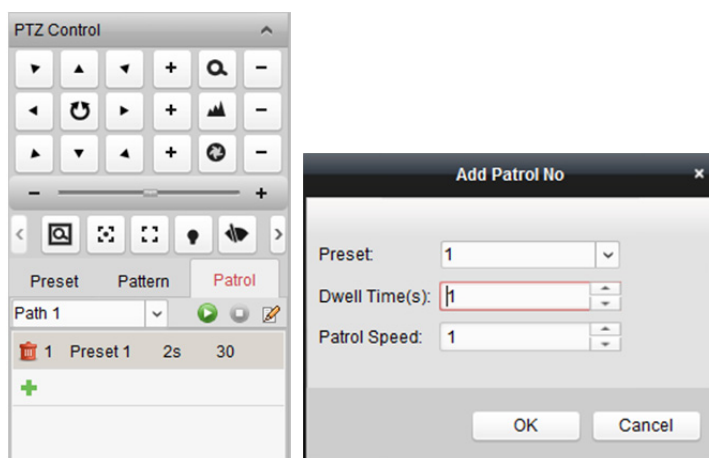 PTZ Control
Preset Pattern Patrol
Path 1
1 Preset 1 2s 30
Add Patrol No
Preset: 1
Dwell Time(s): 1
Patrol Speed: 1
OK Cancel